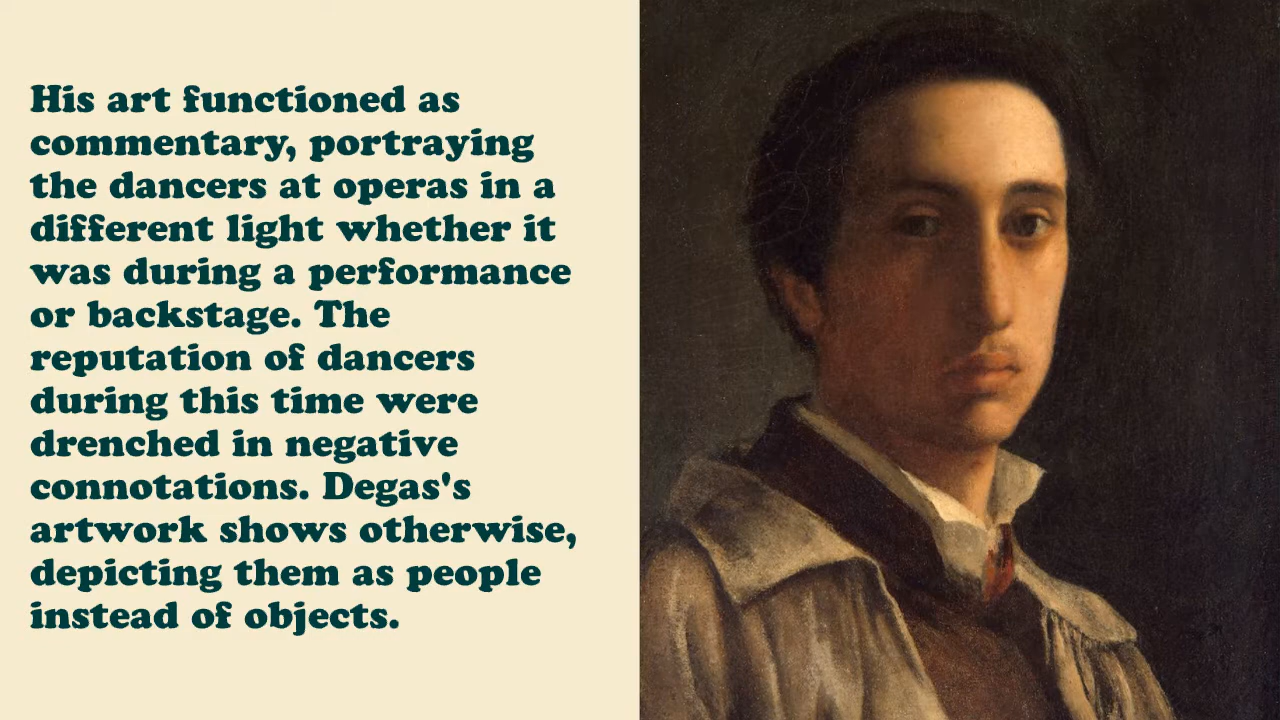 His art functioned as
commentary, portraying
the dancers at operas in a
different light whether it
was during a performance
or backstage. The
reputation of dancers
during this time were
drenched in negative
connotations. Degas's
artwork shows otherwise,
depicting them as people
instead of objects.